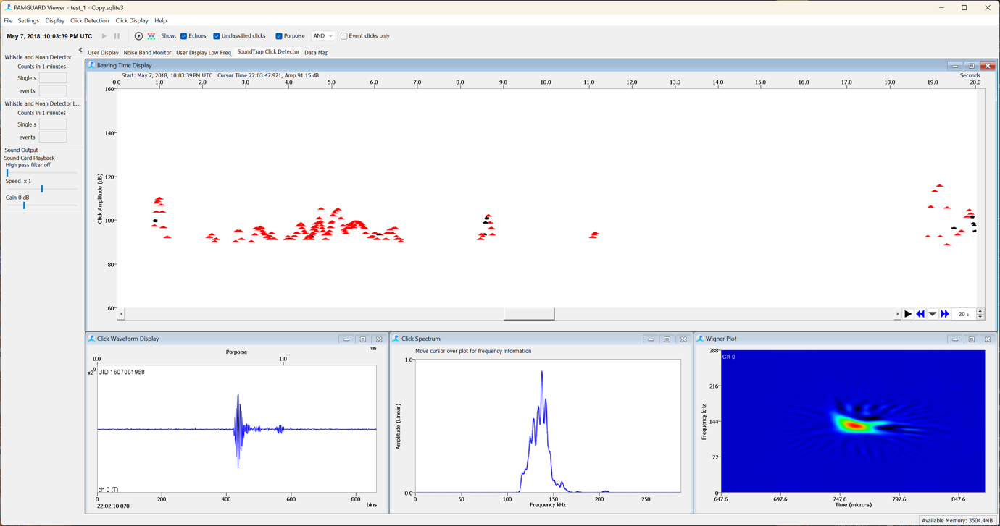 PAMGUARD Viewer - test_1 - Copy.sqlite3
File Settings Display Click Detection Click Display Help
May 7, 2018, 10:03:39 PM UTC Show: Echoes Unclassified clicks Porpoise AND Event clicks only
User Display Noise Band Monitor User Display Low Freq SoundTrap Click Detector Data Map
Whistle and Moan Detector
Counts in 1 minutes
Single s
events
Whistle and Moan Detector L...
Counts in 1 minutes
Single s
events
Sound Output
Sound Card Playback
High pass filter off
Speed x 1
Gain 0 dB
Bearing Time Display
Start: May 7, 2018, 10:03:39 PM UTC Cursor Time 22:03:47.971, Amp 91.15 dB
Seconds
0.0 1.0 2.0 3.0 4.0 5.0 6.0 7.0 8.0 9.0 10.0 11.0 12.0 13.0 14.0 15.0 16.0 17.0 18.0 19.0 20.0
160
140
120
100
80
60
Click Amplitude (dB)
20 s
Click Waveform Display
Porpoise
ms
0.0 1.0
x2^9
UID 1607001958
ch 0 (T)
0 200 400 600 800
22:02:10.070
bins
Click Spectrum
Move cursor over plot for frequency information
1.0
0.0
Amplitude (Linear)
0 50 100 150 200 250
Frequency kHz
Wigner Plot
Ch 0
288
216
144
72
0
Frequency kHz
647.6 697.6 747.6 797.6 847.6
Time (micro-s)
Available Memory: 3504.4MB